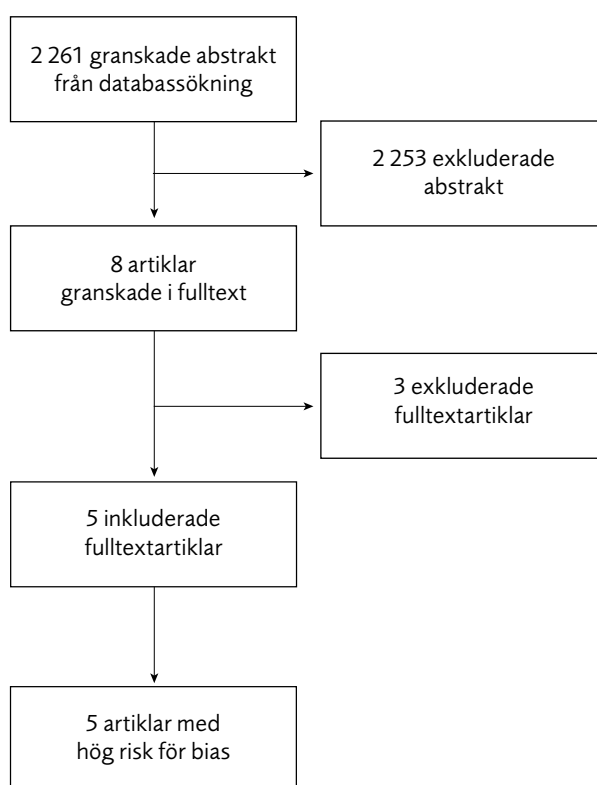 2 261 granskade abstrakt
från databassökning
2 253 exkluderade
abstrakt
8 artiklar
granskade i fulltext
3 exkluderade
fulltextartiklar
5 inkluderade
fulltextartiklar
5 artiklar med
hög risk för bias